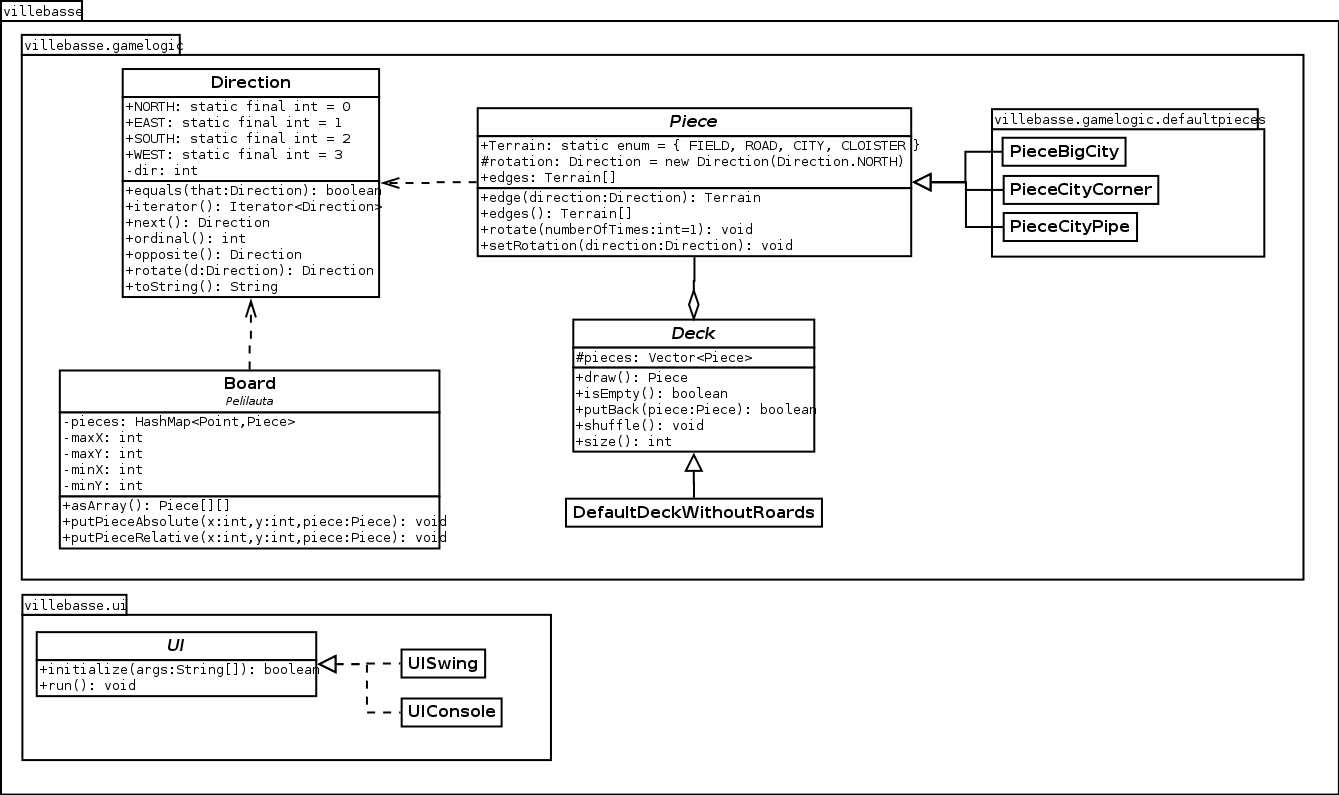 villebasse
villebasse.gamelogic
Direction
+NORTH: static final int = 0
+EAST: static final int = 1
+SOUTH: static final int = 2
+WEST: static final int = 3
-dir: int
+equals(that:Direction): boolean
+iterator(): Iterator<Direction>
+next(): Direction
+ordinal(): int
+opposite(): Direction
+rotate(d:Direction): Direction
+toString(): String
Piece
+Terrain: static enum = { FIELD, ROAD, CITY, CLOISTER }
#rotation: Direction = new Direction(Direction.NORTH)
+edges: Terrain[]
+edge(direction:Direction): Terrain
+edges(): Terrain[]
+rotate(numberOfTimes:int=1): void
+setRotation(direction:Direction): void
villebasse.gamelogic.defaultpieces
PieceBigCity
PieceCityCorner
PieceCityPipe
Deck
#pieces: Vector<Piece>
+draw(): Piece
+isEmpty(): boolean
+putBack(piece:Piece): boolean
+shuffle(): void
+size(): int
DefaultDeckWithoutRoards
Board
Pelilauta
-pieces: HashMap<Point,Piece>
-maxX: int
-maxY: int
-minX: int
-minY: int
+asArray(): Piece[][]
+putPieceAbsolute(x:int,y:int,piece:Piece): void
+putPieceRelative(x:int,y:int,piece:Piece): void
villebasse.ui
UI
+initialize(args:String[]): boolean
+run(): void
UISwing
UIConsole